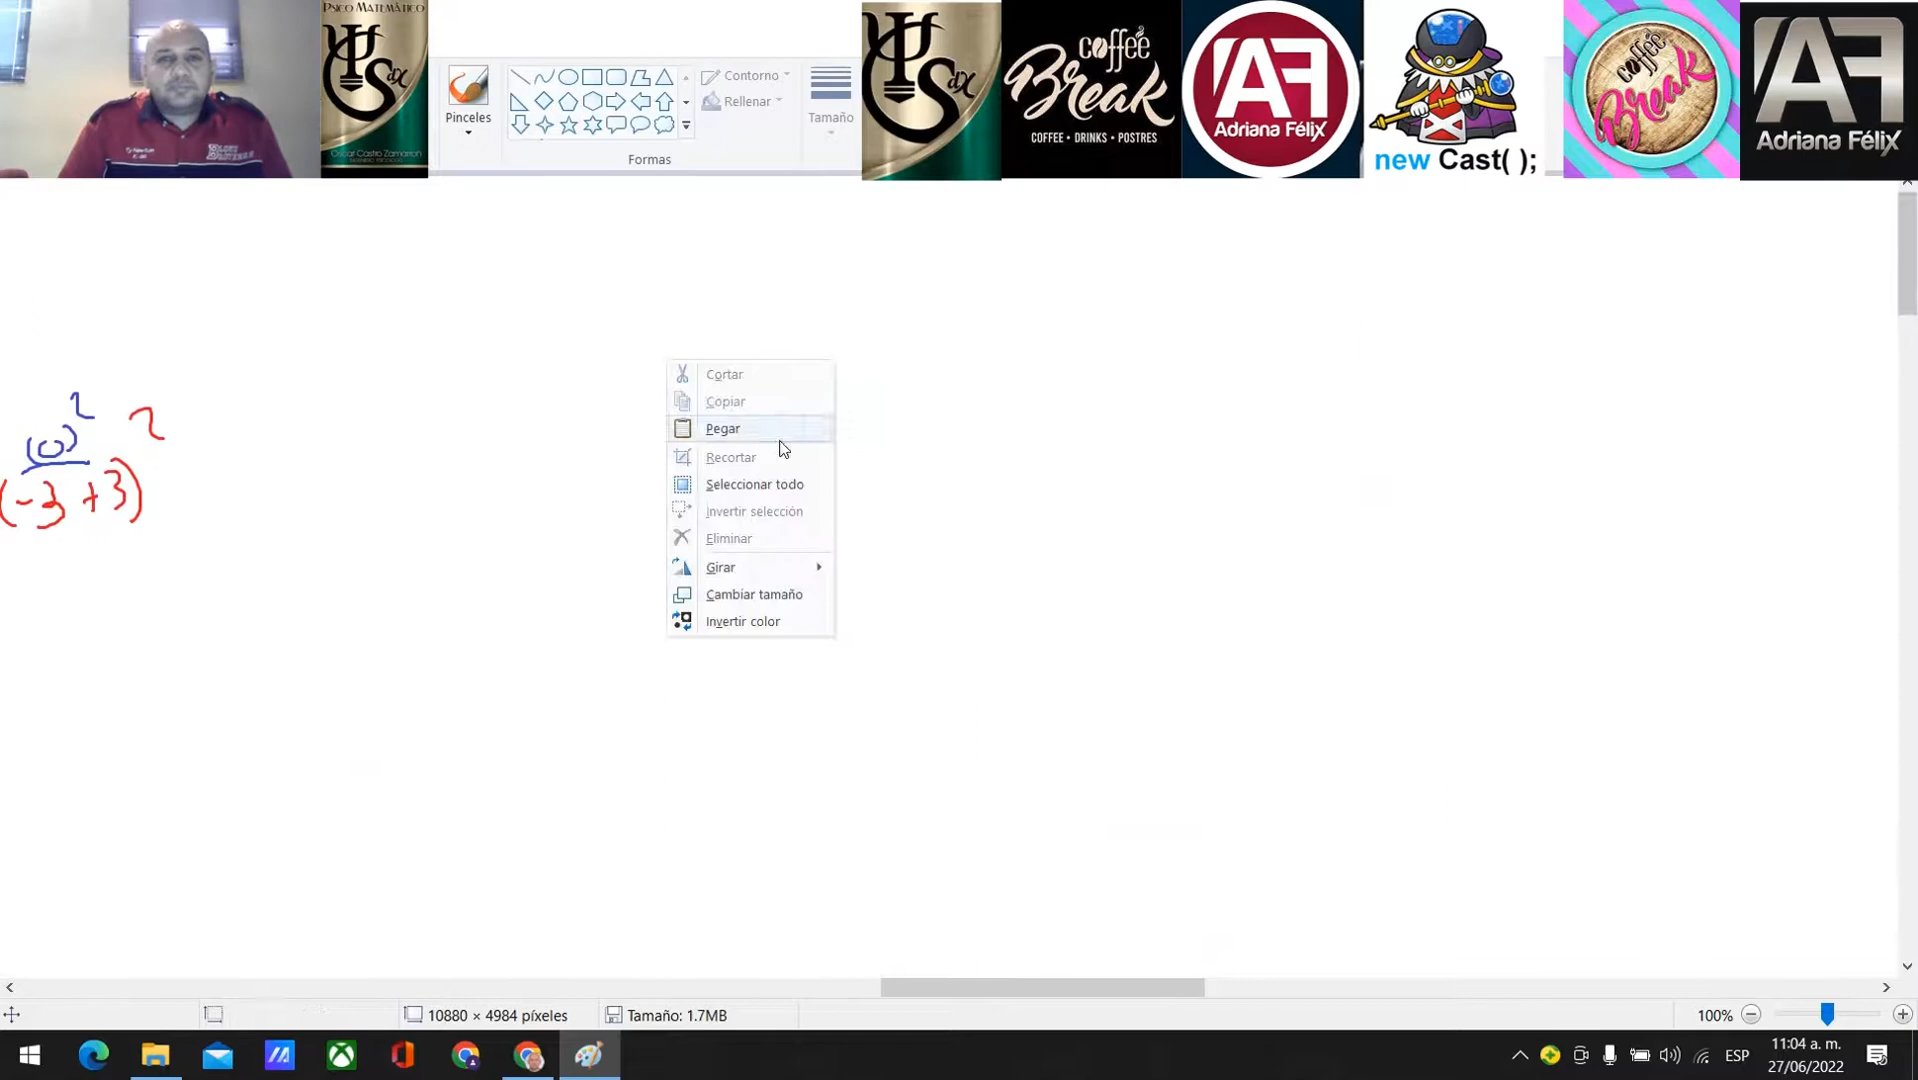 PSICO MATEMÁTICO
Oscar Castro Zamarron
Pinceles
Contorno
Rellenar
Formas
Tamaño
coffee
Break
COFFEE • DRINKS • POSTRES
AF
Adriana FéliX
new Cast( );
coffee
Break
AF
Adriana FéliX
Cortar
Copiar
Pegar
Recortar
Seleccionar todo
Invertir selección
Eliminar
Girar
Cambiar tamaño
Invertir color
(0)² 2
(-3 +3)
10880 × 4984 píxeles
Tamaño: 1.7MB
100%
ESP
11:04 a. m.
27/06/2022